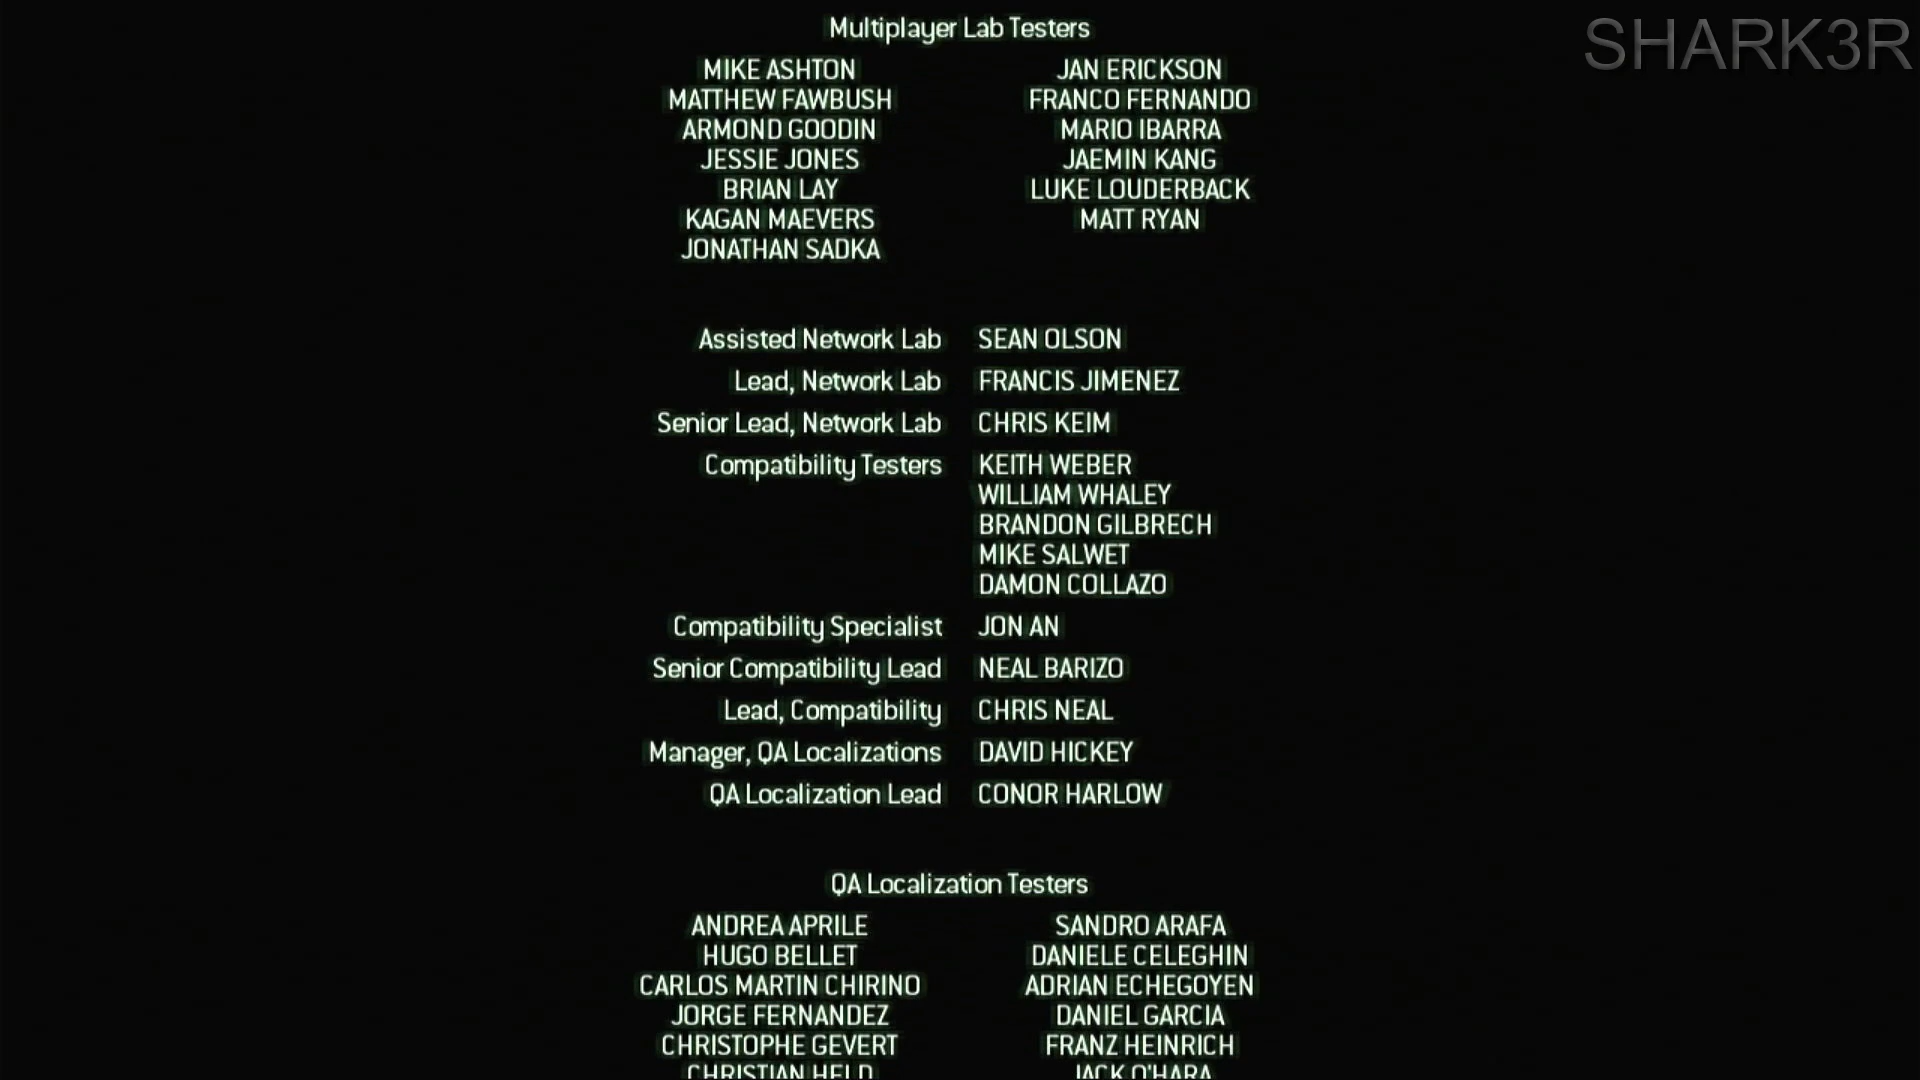 SHARK3R
Multiplayer Lab Testers
MIKE ASHTON JAN ERICKSON
MATTHEW FAWBUSH FRANCO FERNANDO
ARMOND GOODIN MARIO IBARRA
JESSIE JONES JAEMIN KANG
BRIAN LAY LUKE LOUDERBACK
KAGAN MAEVERS MATT RYAN
JONATHAN SADKA
Assisted Network Lab SEAN OLSON
Lead, Network Lab FRANCIS JIMENEZ
Senior Lead, Network Lab CHRIS KEIM
Compatibility Testers KEITH WEBER
WILLIAM WHALEY
BRANDON GILBRECH
MIKE SALWET
DAMON COLLAZO
Compatibility Specialist JON AN
Senior Compatibility Lead NEAL BARIZO
Lead, Compatibility CHRIS NEAL
Manager, QA Localizations DAVID HICKEY
QA Localization Lead CONOR HARLOW
QA Localization Testers
ANDREA APRILE SANDRO ARAFA
HUGO BELLET DANIELE CELEGHIN
CARLOS MARTIN CHIRINO ADRIAN ECHEGOYEN
JORGE FERNANDEZ DANIEL GARCIA
CHRISTOPHE GEVERT FRANZ HEINRICH
CHRISTIAN HELD JACK O'HARA